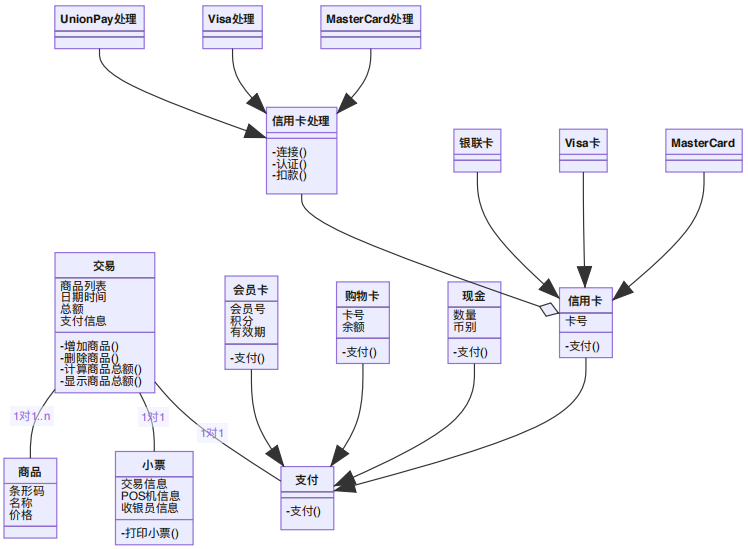 UnionPay处理
Visa处理
MasterCard处理
信用卡处理
-连接()
-认证()
-扣款()
银联卡
Visa卡
MasterCard
交易
商品列表
日期时间
总额
支付信息
-增加商品()
-删除商品()
-计算商品总额()
-显示商品总额()
会员卡
会员号
积分
有效期
-支付()
购物卡
卡号
余额
-支付()
现金
数量
币别
-支付()
信用卡
卡号
-支付()
1对1..n
1对1
1对1
商品
条形码
名称
价格
小票
交易信息
POS机信息
收银员信息
-打印小票()
支付
-支付()